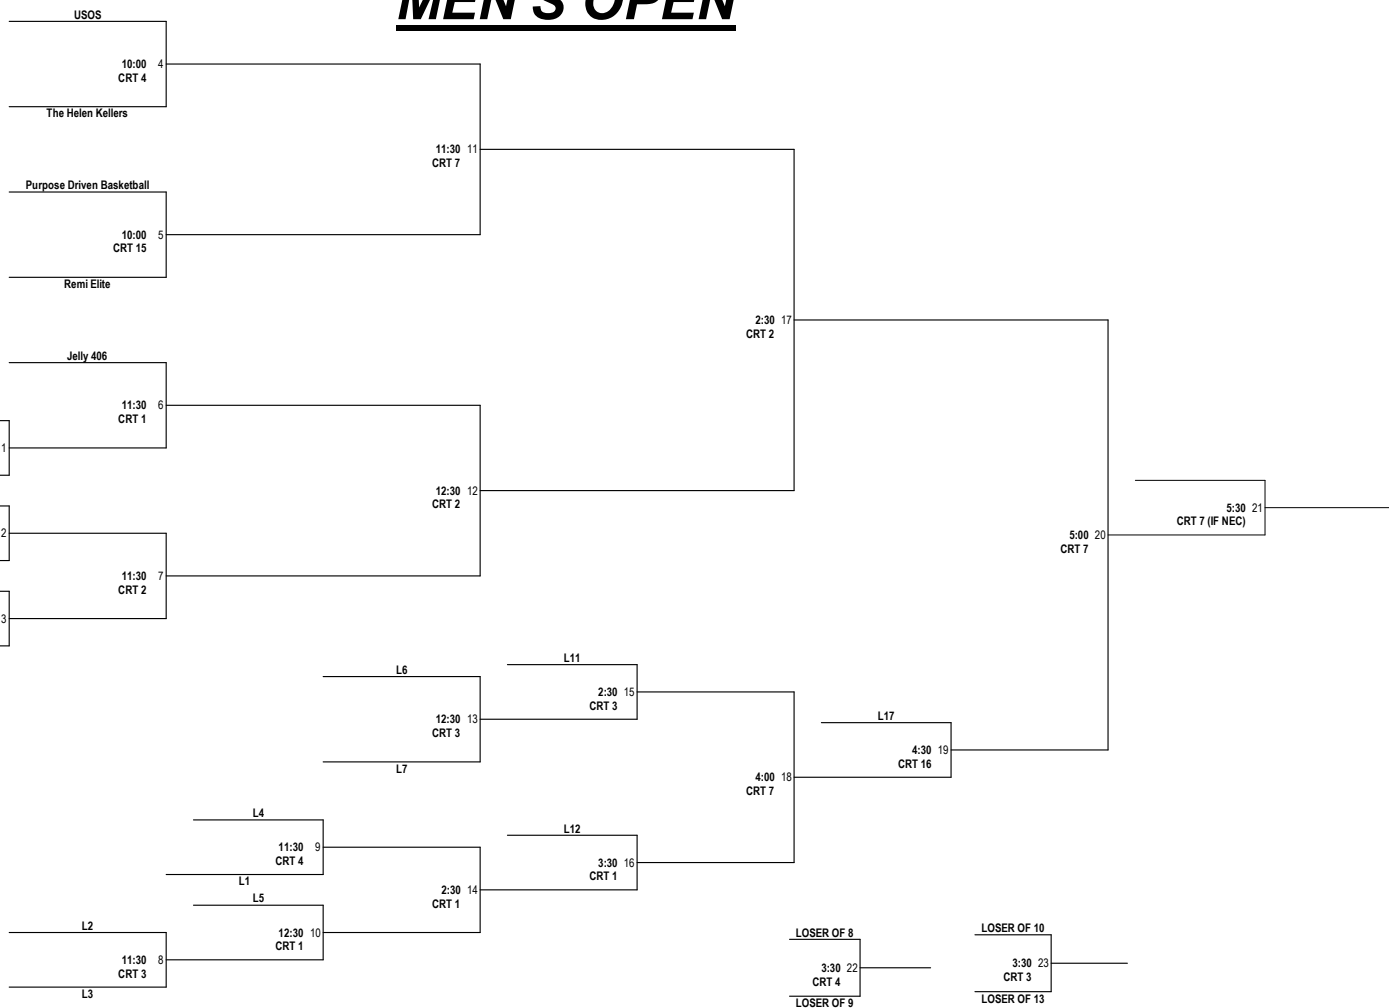 MEN'S OPEN
USOS
10:00 4
CRT 4
The Helen Kellers
11:30 11
CRT 7
Purpose Driven Basketball
10:00 5
CRT 15
Remi Elite
2:30 17
CRT 2
Jelly 406
11:30 6
CRT 1
1
12:30 12
CRT 2
2
11:30 7
CRT 2
3
5:30 21
CRT 7 (IF NEC)
5:00 20
CRT 7
L6
12:30 13
CRT 3
L7
L11
2:30 15
CRT 3
L17
4:30 19
CRT 16
4:00 18
CRT 7
L4
11:30 9
CRT 4
L1
L12
3:30 16
CRT 1
L5
12:30 10
CRT 1
2:30 14
CRT 1
L2
11:30 8
CRT 3
L3
LOSER OF 8
3:30 22
CRT 4
LOSER OF 9
LOSER OF 10
3:30 23
CRT 3
LOSER OF 13